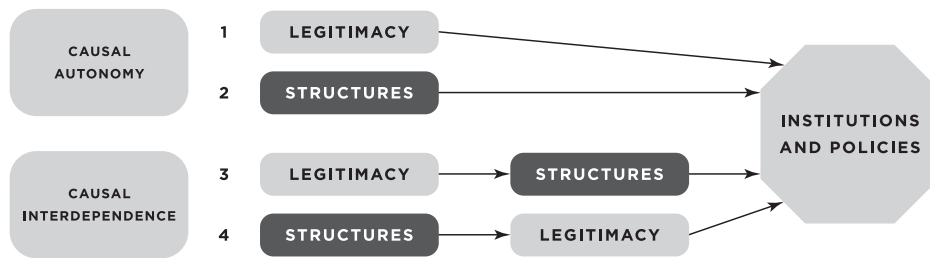 CAUSAL
AUTONOMY
1
LEGITIMACY
2
STRUCTURES
CAUSAL
INTERDEPENDENCE
3
LEGITIMACY
STRUCTURES
4
STRUCTURES
LEGITIMACY
INSTITUTIONS
AND POLICIES